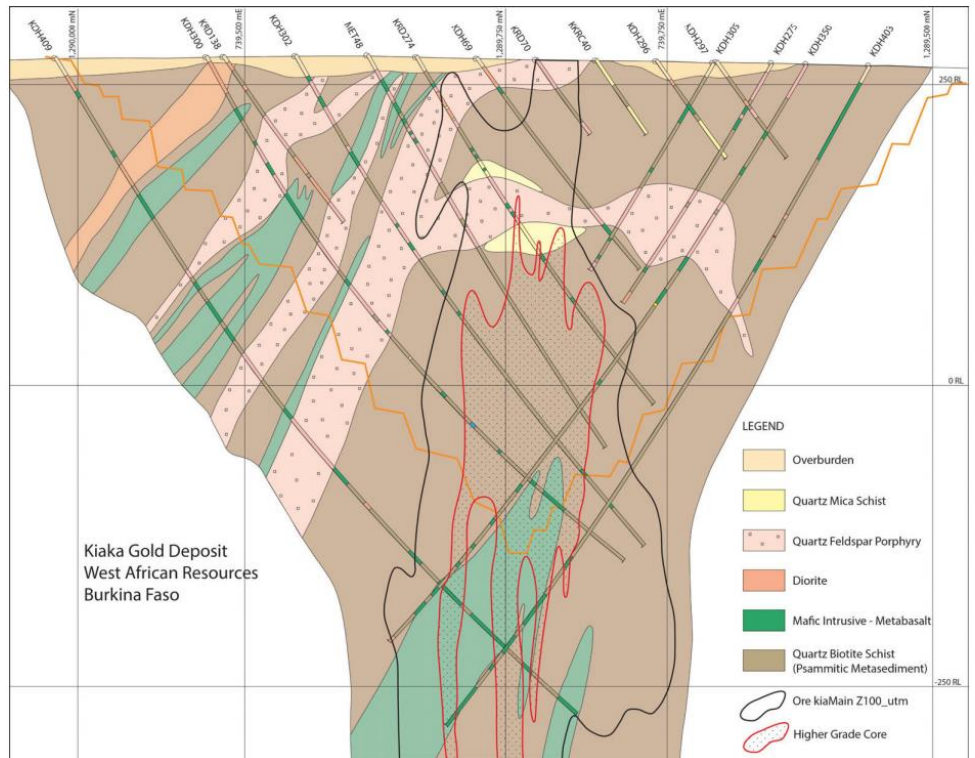 KDH409
1,290,000 mN
KDH300
KRD138
739,500 mE
KDH302
MET48
KRD274
KDH69
1,289,750 mN
KRD70
KKRC40
KDH296
739,750 mE
KDH297
KDH305
KDH275
KDH350
KDH403
1,289,500 mN
250 RL
0 RL
LEGEND
Overburden
Quartz Mica Schist
Quartz Feldspar Porphyry
Diorite
Mafic Intrusive - Metabasalt
Quartz Biotite Schist
(Psammitic Metasediment)
-250 RL
Ore kiaMain Z100_utm
Higher Grade Core
Kiaka Gold Deposit
West African Resources
Burkina Faso